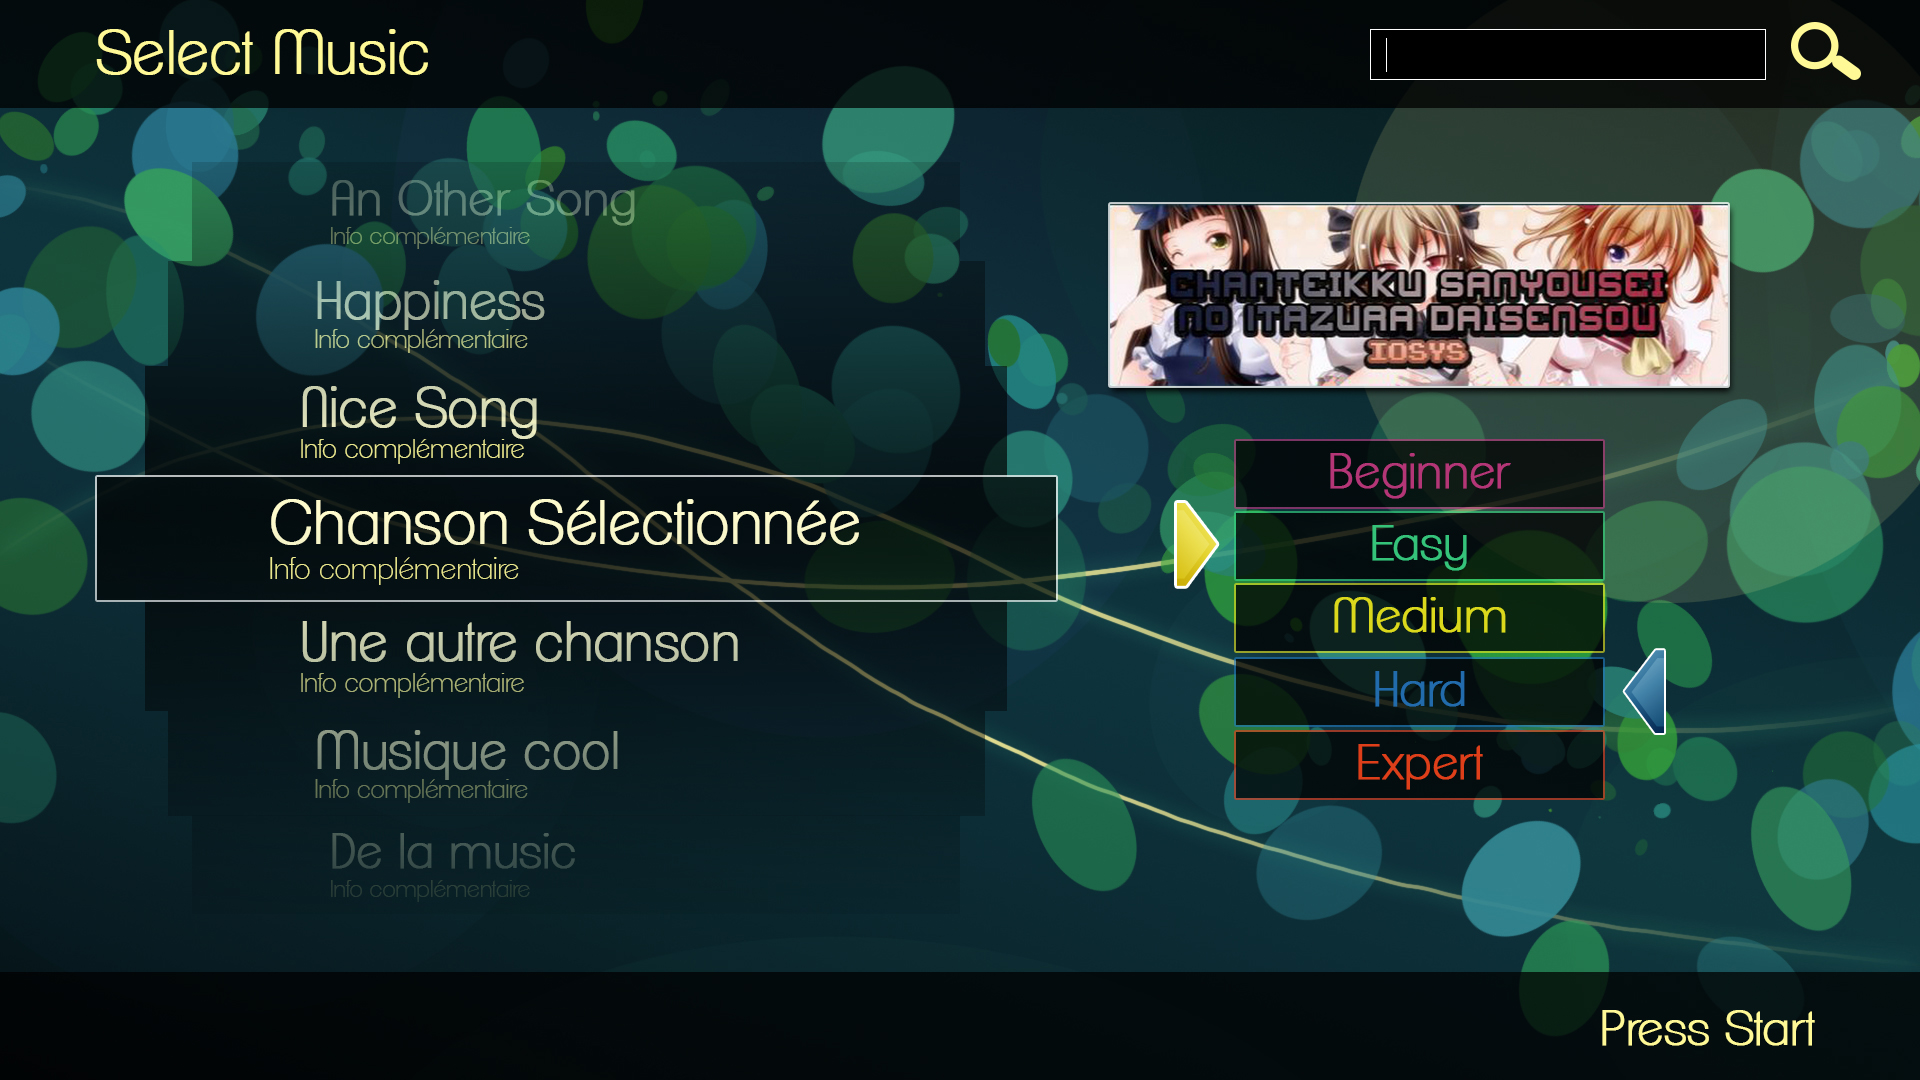 Select Music
An Other Song
Info complémentaire
Happiness
Info complémentaire
Nice Song
Info complémentaire
Chanson Sélectionnée
Info complémentaire
Une autre chanson
Info complémentaire
Musique cool
Info complémentaire
De la music
Info complémentaire
CHANTEIKKU SANYOUSEI
NO ITAZURA DAISENSOU
IOSYS
Beginner
Easy
Medium
Hard
Expert
Press Start